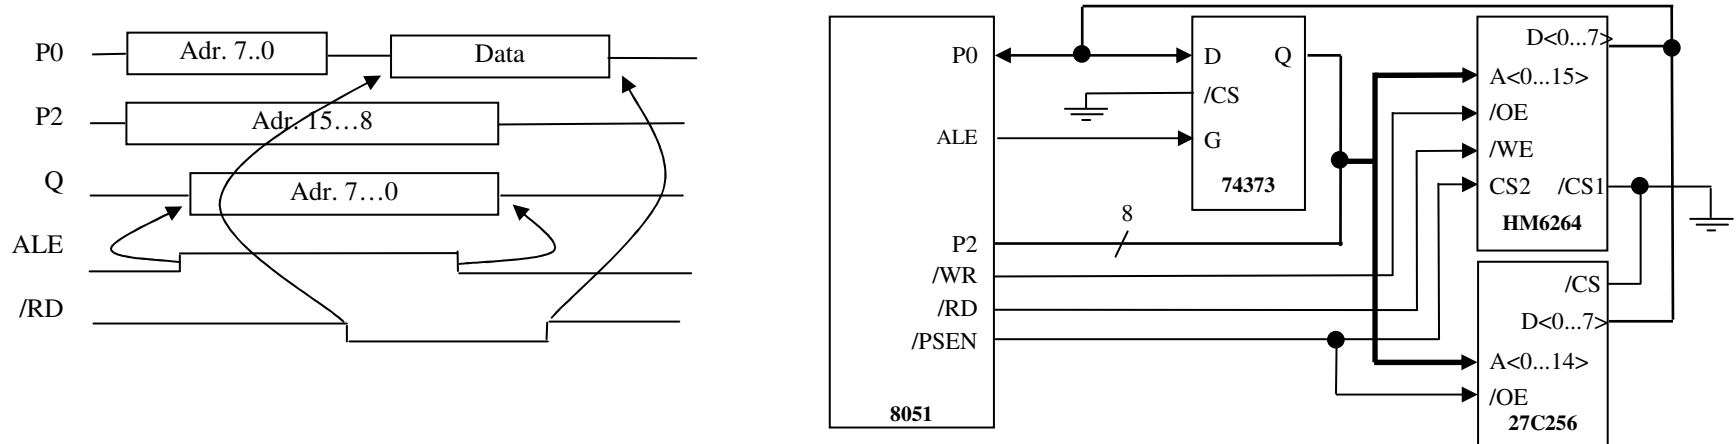 P0
Adr. 7..0
Data
P2
Adr. 15...8
Q
Adr. 7...0
ALE
/RD
P0
ALE
P2
/WR
/RD
/PSEN
8051
8
D Q
/CS
G
74373
D<0...7>
A<0...15>
/OE
/WE
CS2 /CS1
HM6264
/CS
D<0...7>
A<0...14>
/OE
27C256